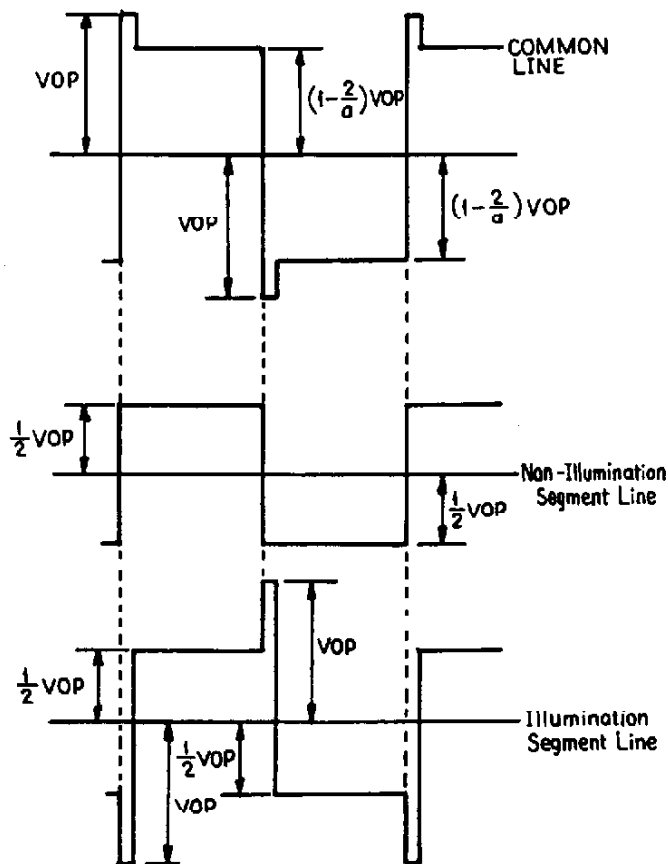 VOP
(1-2/a)VOP
COMMON
LINE
VOP
(1-2/a)VOP
1/2 VOP
Non-Illumination
Segment Line
1/2 VOP
VOP
1/2 VOP
Illumination
Segment Line
1/2 VOP
VOP